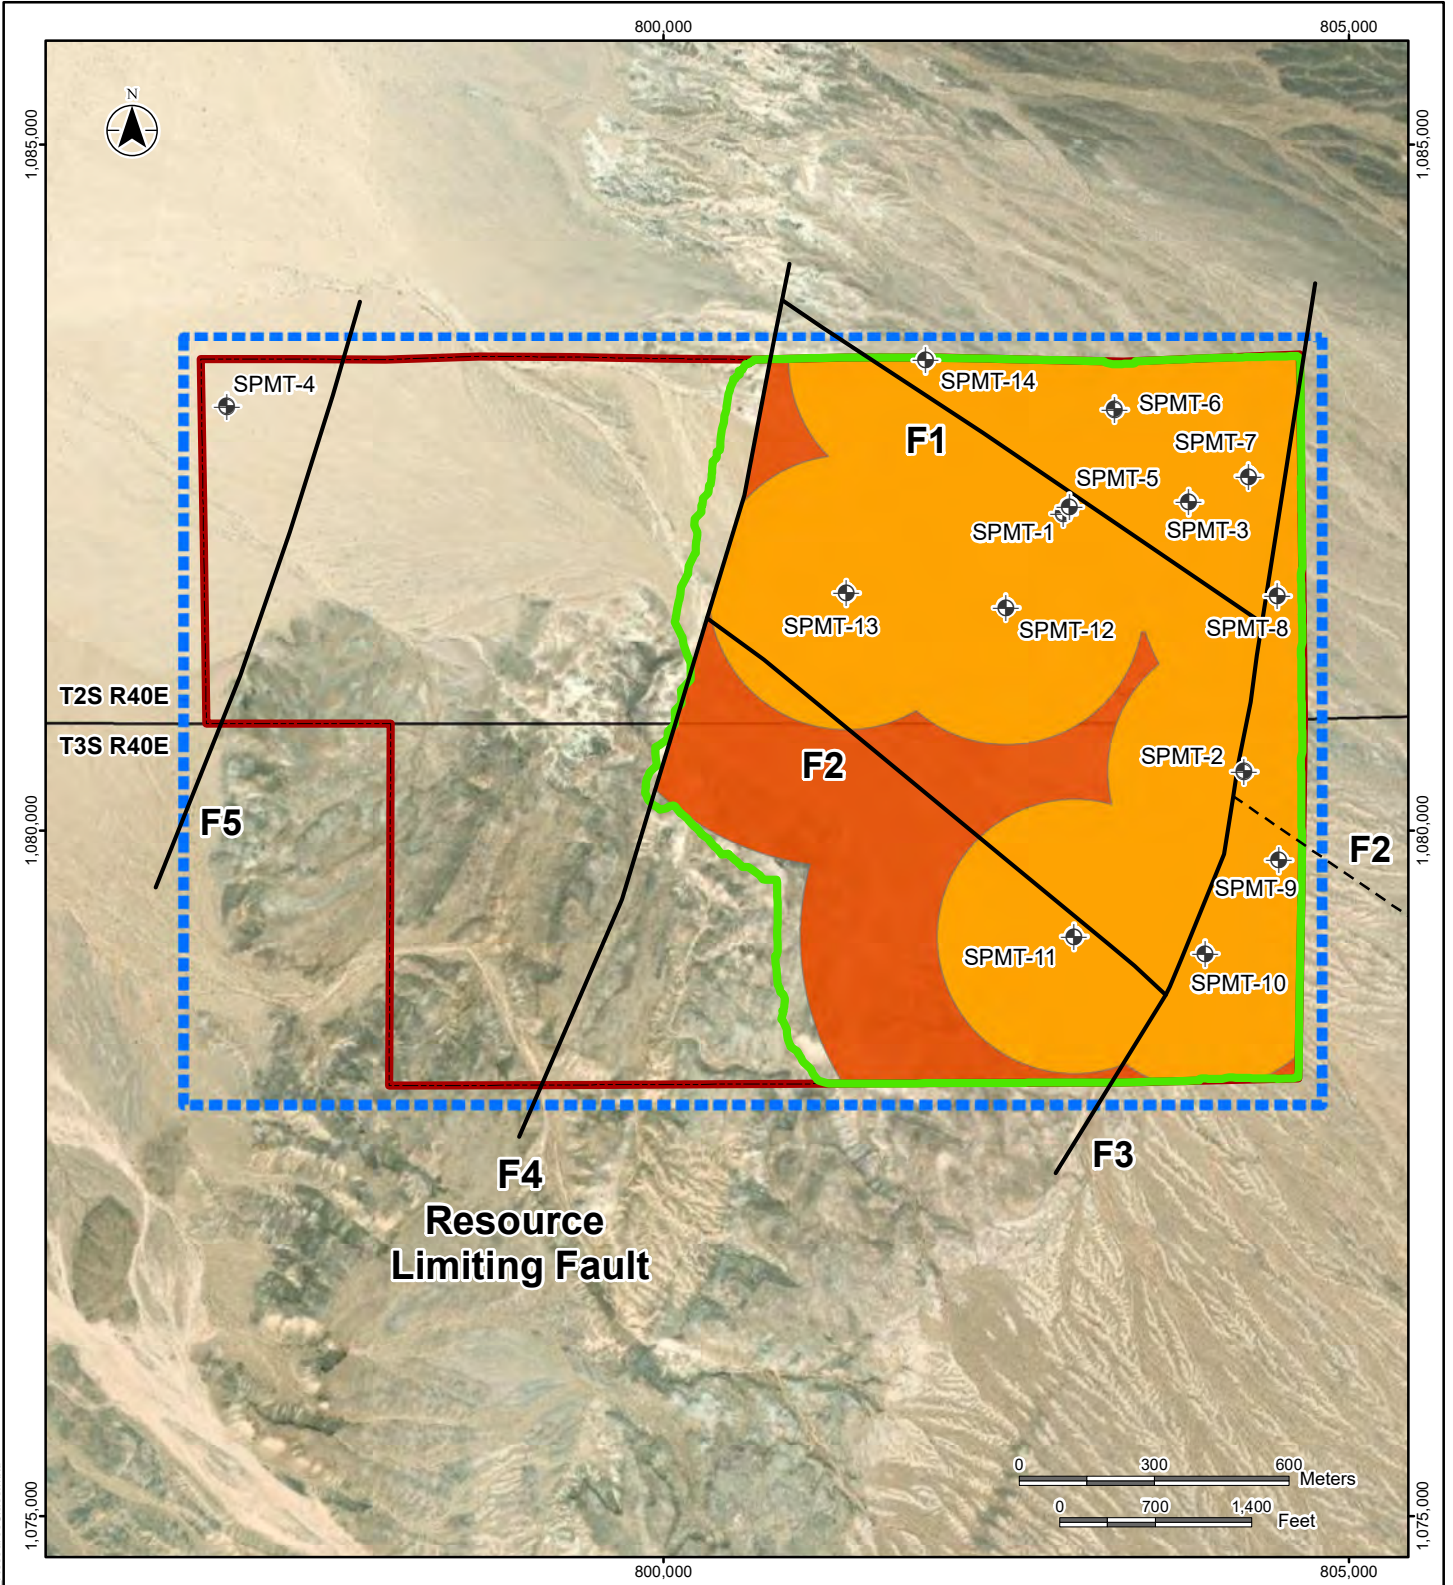 800,000
805,000
1,085,000
1,085,000
N
SPMT-4
SPMT-14
SPMT-6
F1
SPMT-7
SPMT-5
SPMT-1
SPMT-3
SPMT-13
SPMT-12
SPMT-8
T2S R40E
T3S R40E
SPMT-2
F2
F5
1,080,000
1,080,000
F2
SPMT-9
SPMT-11
SPMT-10
F3
F4
Resource
Limiting Fault
0 300 600
Meters
0 700 1,400
Feet
1,075,000
1,075,000
800,000
805,000